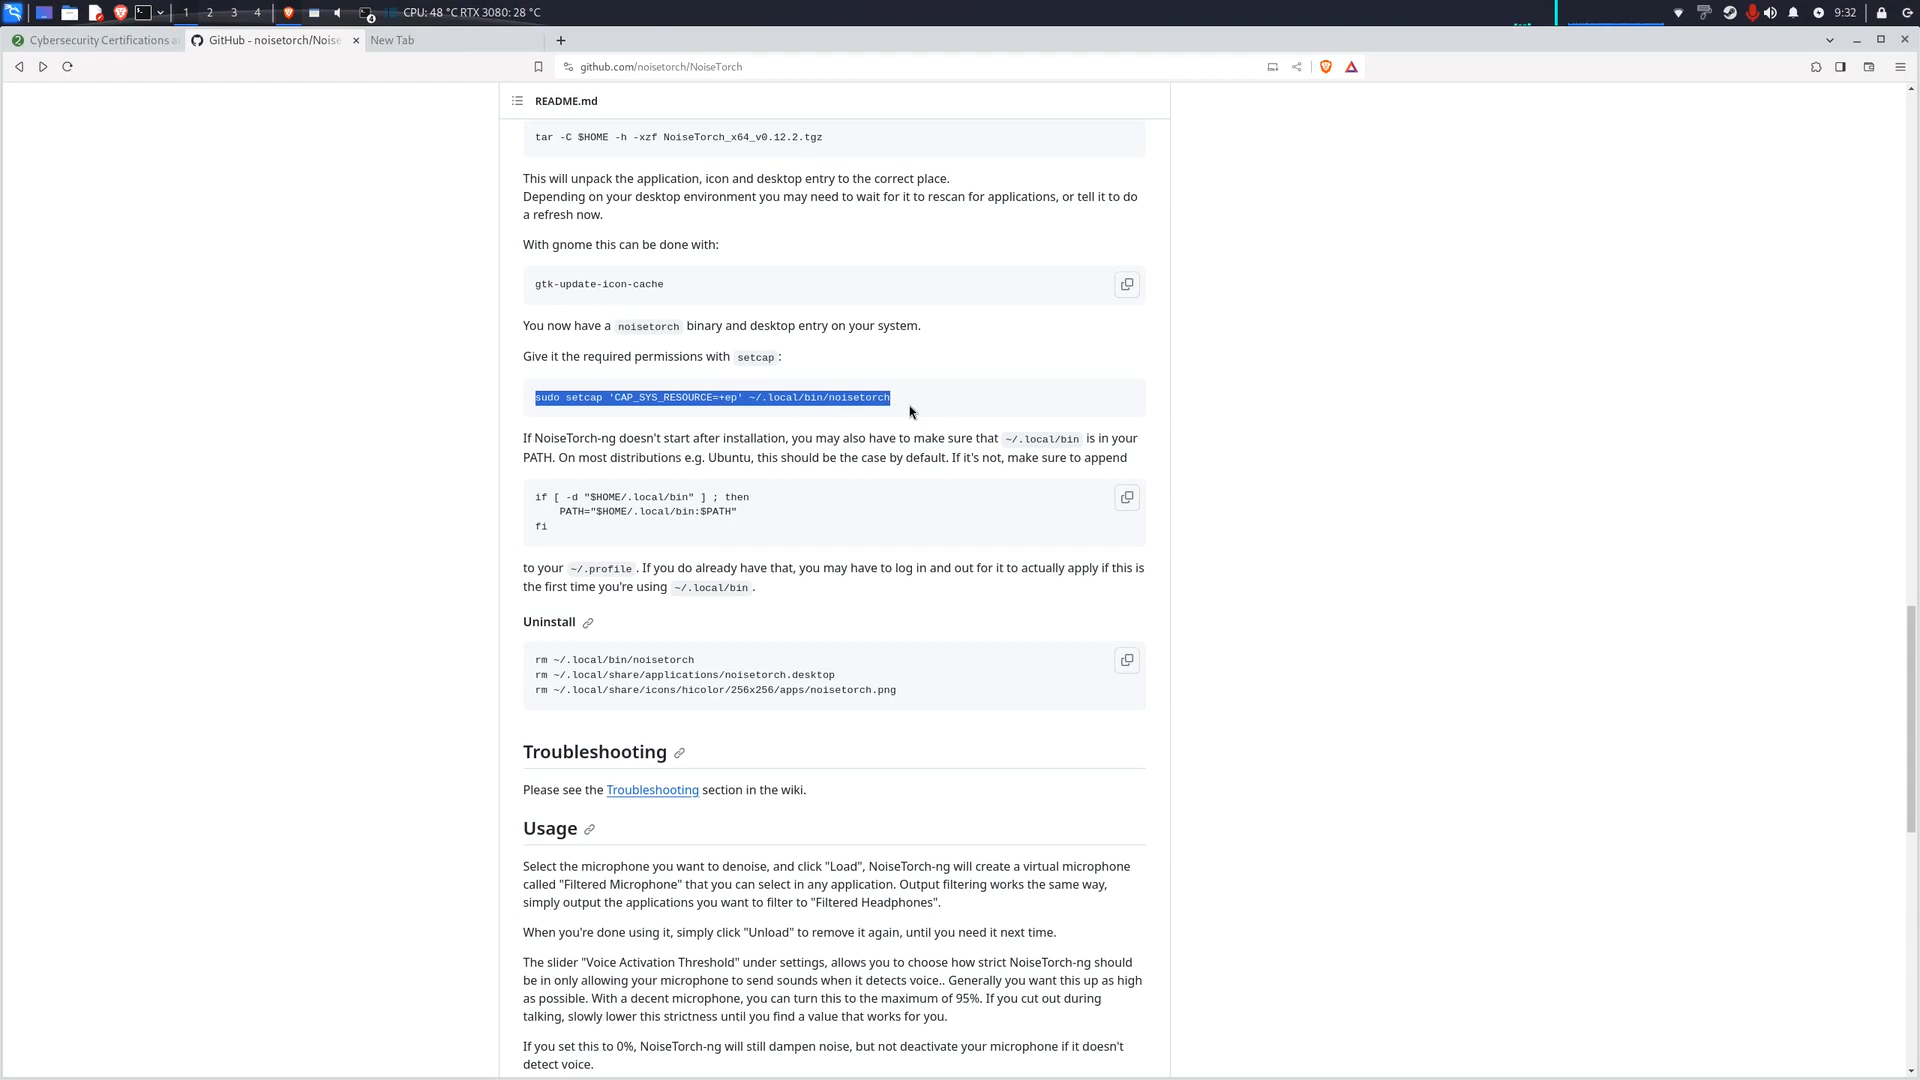 1 2 3 4 4 CPU: 48 °C RTX 3080: 28 °C 9:32
Cybersecurity Certifications a GitHub - noisetorch/Noise New Tab
github.com/noisetorch/NoiseTorch
README.md
tar -C $HOME -h -xzf NoiseTorch_x64_v0.12.2.tgz
This will unpack the application, icon and desktop entry to the correct place.
Depending on your desktop environment you may need to wait for it to rescan for applications, or tell it to do
a refresh now.
With gnome this can be done with:
gtk-update-icon-cache
You now have a noisetorch binary and desktop entry on your system.
Give it the required permissions with setcap:
sudo setcap 'CAP_SYS_RESOURCE=+ep' ~/.local/bin/noisetorch
If NoiseTorch-ng doesn't start after installation, you may also have to make sure that ~/.local/bin is in your
PATH. On most distributions e.g. Ubuntu, this should be the case by default. If it's not, make sure to append
if [ -d "$HOME/.local/bin" ] ; then
PATH="$HOME/.local/bin:$PATH"
fi
to your ~/.profile. If you do already have that, you may have to log in and out for it to actually apply if this is
the first time you're using ~/.local/bin.
Uninstall
rm ~/.local/bin/noisetorch
rm ~/.local/share/applications/noisetorch.desktop
rm ~/.local/share/icons/hicolor/256x256/apps/noisetorch.png
Troubleshooting
Please see the Troubleshooting section in the wiki.
Usage
Select the microphone you want to denoise, and click "Load", NoiseTorch-ng will create a virtual microphone
called "Filtered Microphone" that you can select in any application. Output filtering works the same way,
simply output the applications you want to filter to "Filtered Headphones".
When you're done using it, simply click "Unload" to remove it again, until you need it next time.
The slider "Voice Activation Threshold" under settings, allows you to choose how strict NoiseTorch-ng should
be in only allowing your microphone to send sounds when it detects voice.. Generally you want this up as high
as possible. With a decent microphone, you can turn this to the maximum of 95%. If you cut out during
talking, slowly lower this strictness until you find a value that works for you.
If you set this to 0%, NoiseTorch-ng will still dampen noise, but not deactivate your microphone if it doesn't
detect voice.